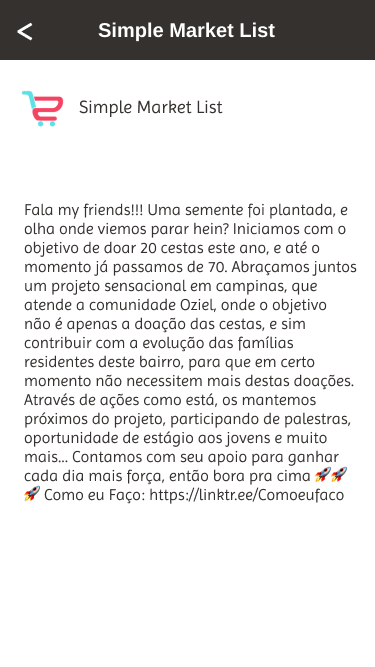 Simple Market List
Simple Market List
Fala my friends!!! Uma semente foi plantada, e
olha onde viemos parar hein? Iniciamos com o
objetivo de doar 20 cestas este ano, e até o
momento já passamos de 70. Abraçamos juntos
um projeto sensacional em campinas, que
atende a comunidade Oziel, onde o objetivo
não é apenas a doação das cestas, e sim
contribuir com a evolução das famílias
residentes deste bairro, para que em certo
momento não necessitem mais destas doações.
Através de ações como está, os mantemos
próximos do projeto, participando de palestras,
oportunidade de estágio aos jovens e muito
mais... Contamos com seu apoio para ganhar
cada dia mais força, então bora pra cima 🚀🚀
🚀 Como eu Faço: https://linktr.ee/Comoeufaco